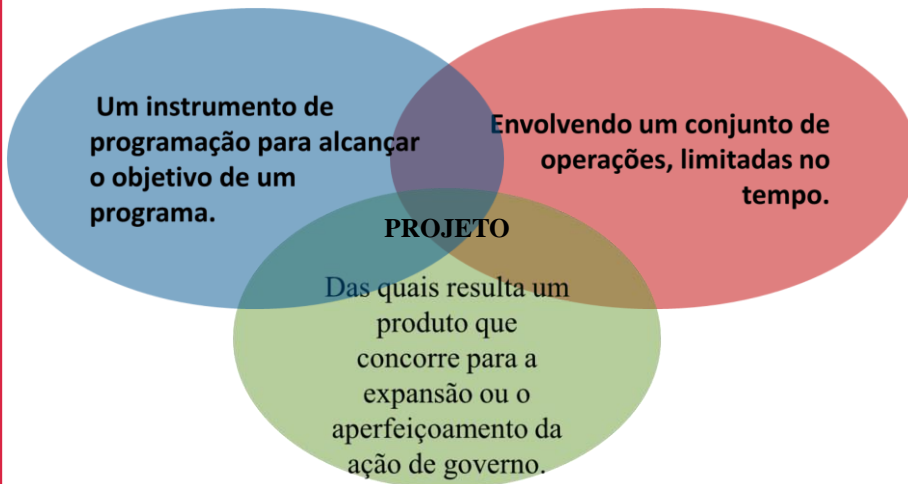 Um instrumento de
programação para alcançar
o objetivo de um
programa.
Envolvendo um conjunto de
operações, limitadas no
tempo.
PROJETO
Das quais resulta um
produto que
concorre para a
expansão ou o
aperfeiçoamento da
ação de governo.